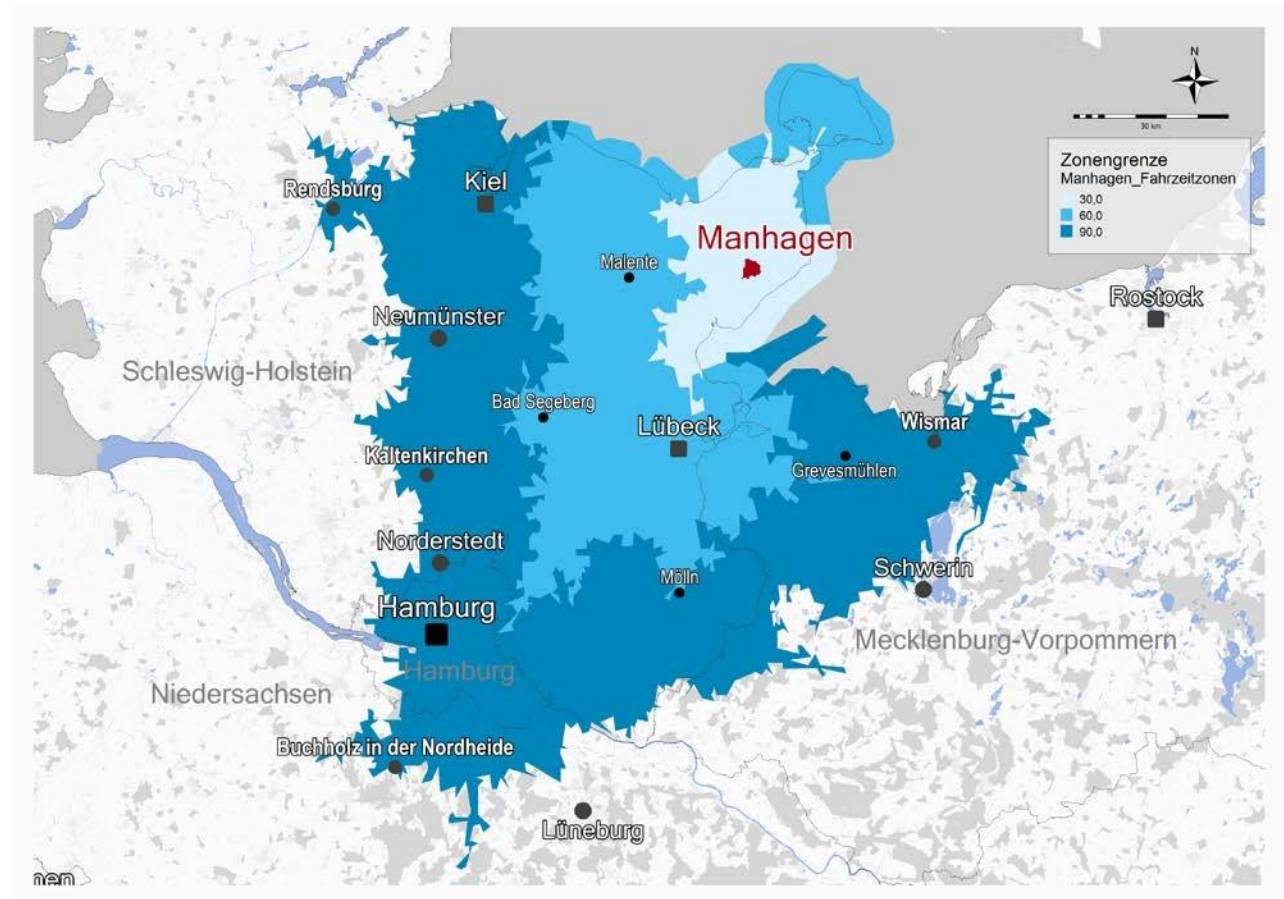 N
30 km
Zonengrenze
Manhagen_Fahrzeitzonen
30,0
60,0
90,0
Rendsburg
Kiel
Manhagen
Malente
Rostock
Neumünster
Schleswig-Holstein
Bad Segeberg
Lübeck
Wismar
Kaltenkirchen
Grevesmühlen
Norderstedt
Mölln
Schwerin
Hamburg
Mecklenburg-Vorpommern
Hamburg
Niedersachsen
Buchholz in der Nordheide
Lüneburg
men